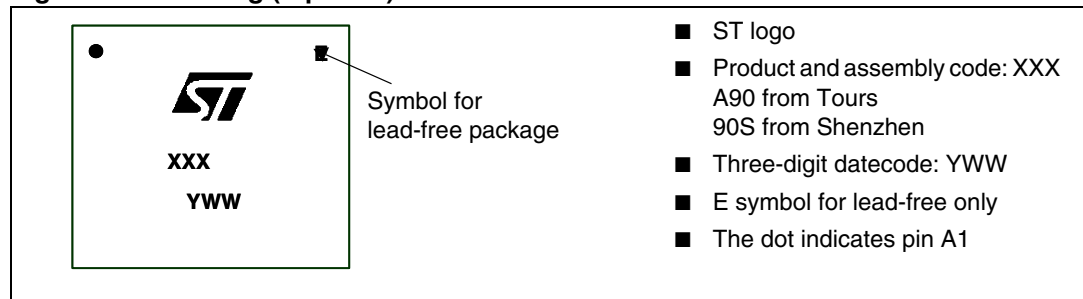 ST
Symbol for
lead-free package
XXX
YWW
■ ST logo
■ Product and assembly code: XXX
A90 from Tours
90S from Shenzhen
■ Three-digit datecode: YWW
■ E symbol for lead-free only
■ The dot indicates pin A1